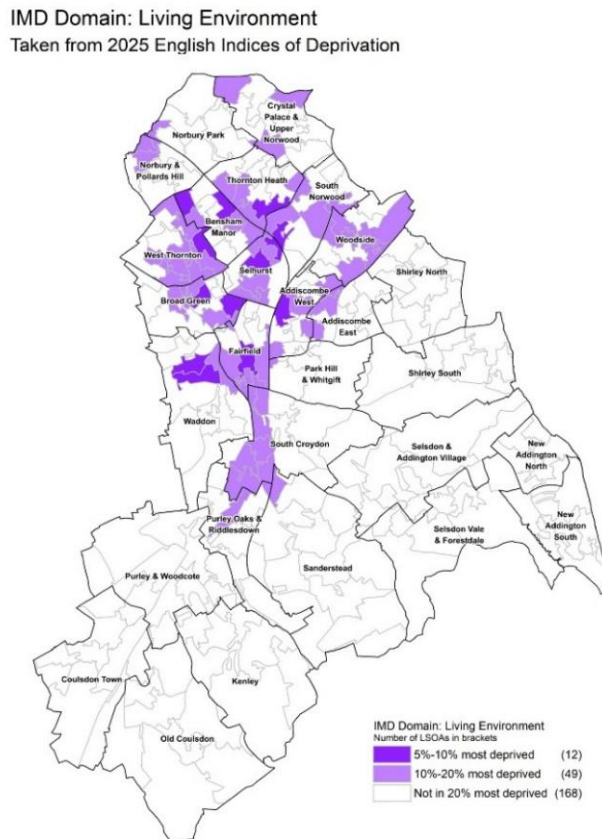 IMD Domain: Living Environment
Taken from 2025 English Indices of Deprivation
Crystal
Palace &
Upper
Norwood
Norbury Park
Norbury &
Pollards Hill
Thornton Heath
South
Norwood
Bensham
Manor
Woodside
West Thornton
Selhurst
Shirley North
Broad Green
Addiscombe
West
Addiscombe
East
Fairfield
Park Hill
& Whitgift
Shirley South
Waddon
South Croydon
Selsdon &
Addington Village
New
Addington
North
New
Addington
South
Purley Oaks &
Riddlesdown
Selsdon Vale
& Forestdale
Sanderstead
Purley & Woodcote
Coulsdon Town
Kenley
Old Coulsdon
IMD Domain: Living Environment
Number of LSOAs in brackets
5%-10% most deprived (12)
10%-20% most deprived (49)
Not in 20% most deprived (168)